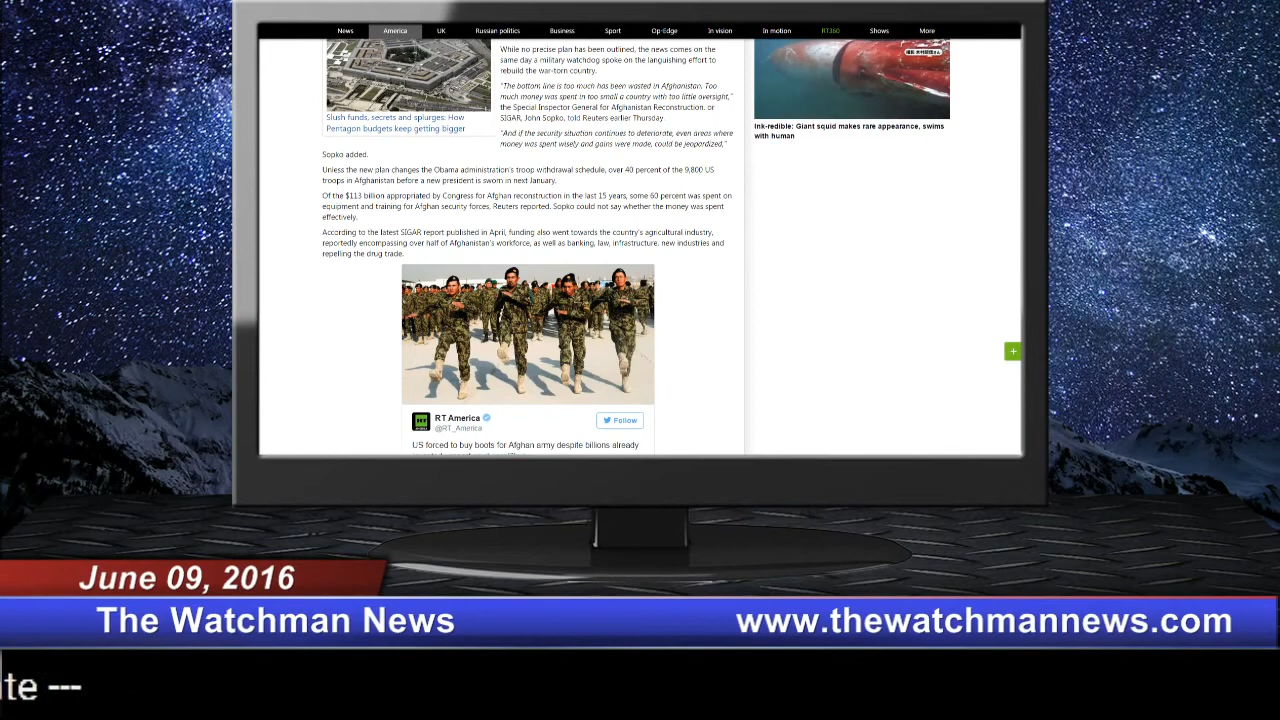 News America UK Russian politics Business Sport Op-Edge In vision In motion RT360 Shows More
While no precise plan has been outlined, the news comes on the
same day a military watchdog spoke on the languishing effort to
rebuild the war-torn country.
"The bottom line is too much has been wasted in Afghanistan. Too
much money was spent in too small a country with too little oversight,"
the Special Inspector General for Afghanistan Reconstruction, or
SIGAR, John Sopko, told Reuters earlier Thursday.
"And if the security situation continues to deteriorate, even areas where
money was spent wisely and gains were made, could be jeopardized,"
Slush funds, secrets and splurges: How
Pentagon budgets keep getting bigger
Sopko added.
Unless the new plan changes the Obama administration's troop withdrawal schedule, over 40 percent of the 9,800 US
troops in Afghanistan before a new president is sworn in next January.
Of the $113 billion appropriated by Congress for Afghan reconstruction in the last 15 years, some 60 percent was spent on
equipment and training for Afghan security forces, Reuters reported. Sopko could not say whether the money was spent
effectively.
According to the latest SIGAR report published in April, funding also went towards the country's agricultural industry,
reportedly encompassing over half of Afghanistan's workforce, as well as banking, law, infrastructure, new industries and
repelling the drug trade.
RT America
@RT_America
Follow
US forced to buy boots for Afghan army despite billions already
Ink-redible: Giant squid makes rare appearance, swims
with human
+
June 09, 2016
The Watchman News
www.thewatchmannews.com
te ---